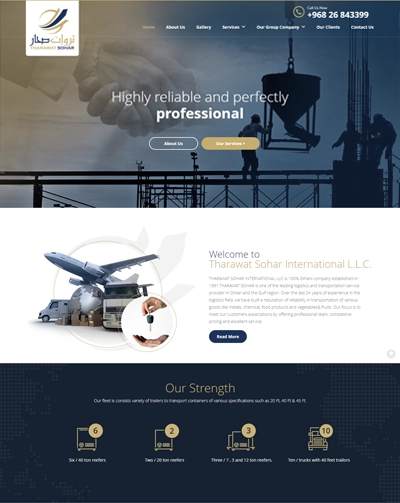 ثروات صحار
THARAWAT SOHAR
Call Us Now
+968 26 843399
Home
About Us
Gallery
Services
Our Group Company
Our Clients
Contact Us
Highly reliable and perfectly
professional
About Us
Our Services
Welcome to
Tharawat Sohar International L.L.C.
THARAWAT SOHAR INTERNATIONAL LLC is 100% Omani company established in
1991.THARAWAT SOHAR is one of the leading logistics and transportation service
provider in Oman and the Gulf region. Over the last 24 years of experience in the
logistics field, we have built a reputation of reliability in transportation of various
goods like metals, chemical, food products and vegetables& fruits. Our focus is to
meet our customers expectations by offering professional team, competitive
pricing and excellent service.
Read More
Our Strength
Our fleet is consists variety of trailers to transport containers of various specifications such as 20 Ft, 40 Ft & 45 Ft.
6
2
3
10
Six / 40 ton reefers
Two / 20 ton reefers
Three / 7 , 3 and 12 ton reefers.
Ten / trucks with 40 feet trailers